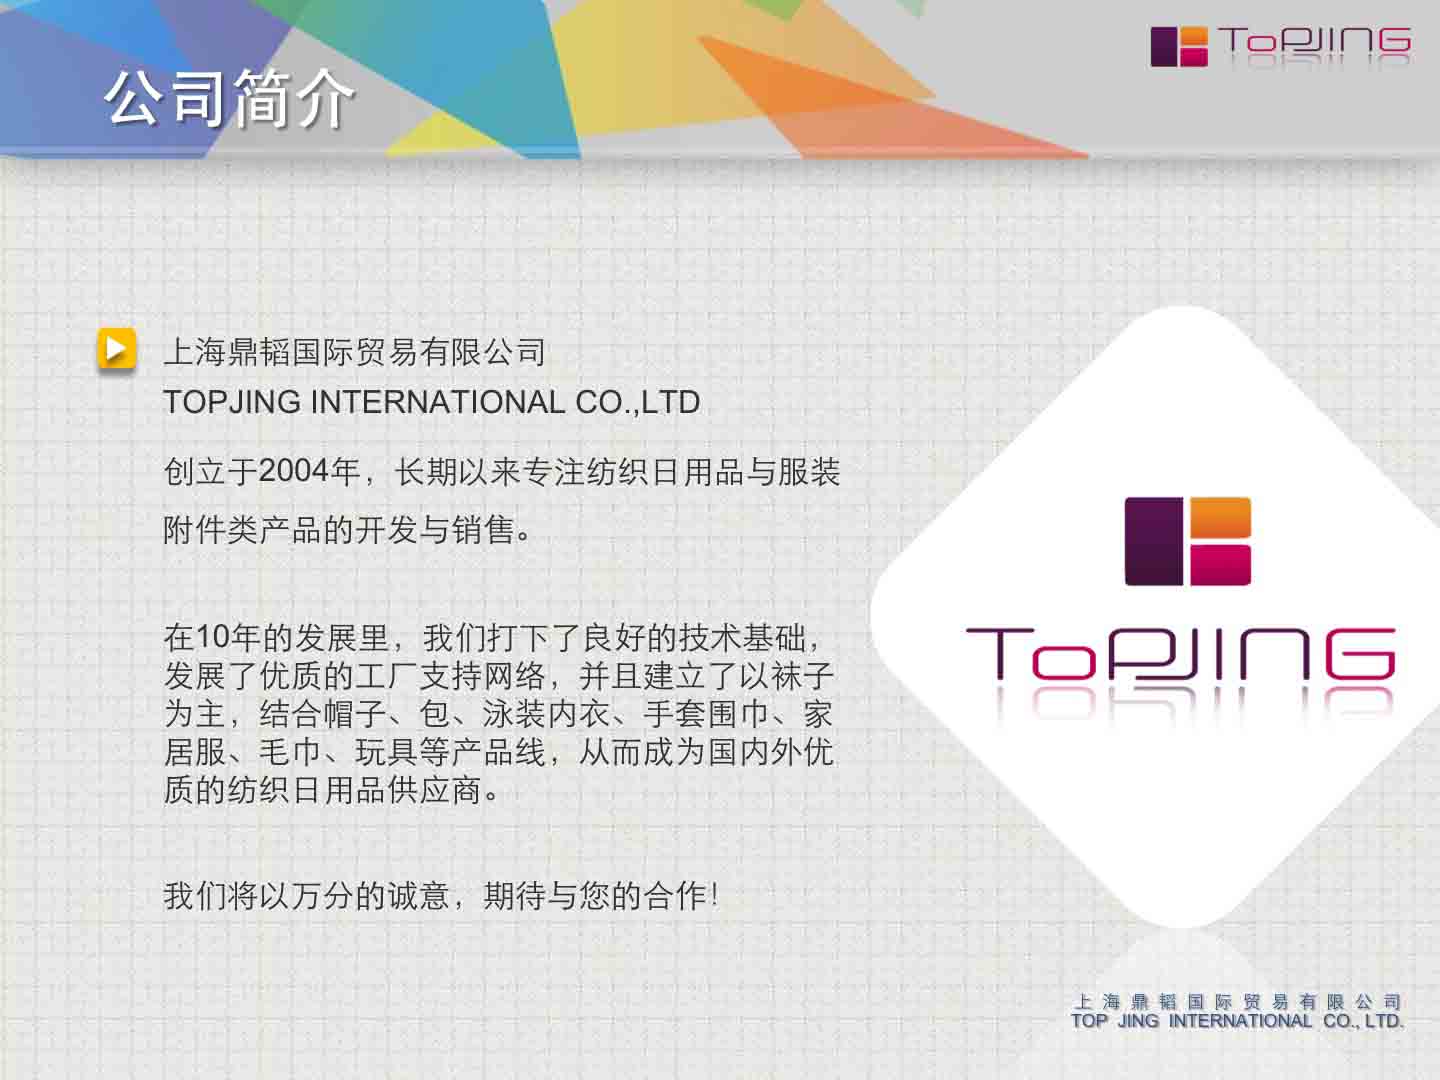 公司简介
TOPJING
上海鼎韬国际贸易有限公司
TOPJING INTERNATIONAL CO.,LTD
创立于2004年，长期以来专注纺织日用品与服装
附件类产品的开发与销售。
在10年的发展里，我们打下了良好的技术基础，
发展了优质的工厂支持网络，并且建立了以袜子
为主，结合帽子、包、泳装内衣、手套围巾、家
居服、毛巾、玩具等产品线，从而成为国内外优
质的纺织日用品供应商。
我们将以万分的诚意，期待与您的合作！
TOPJING
上海鼎韬国际贸易有限公司
TOP JING INTERNATIONAL CO., LTD.